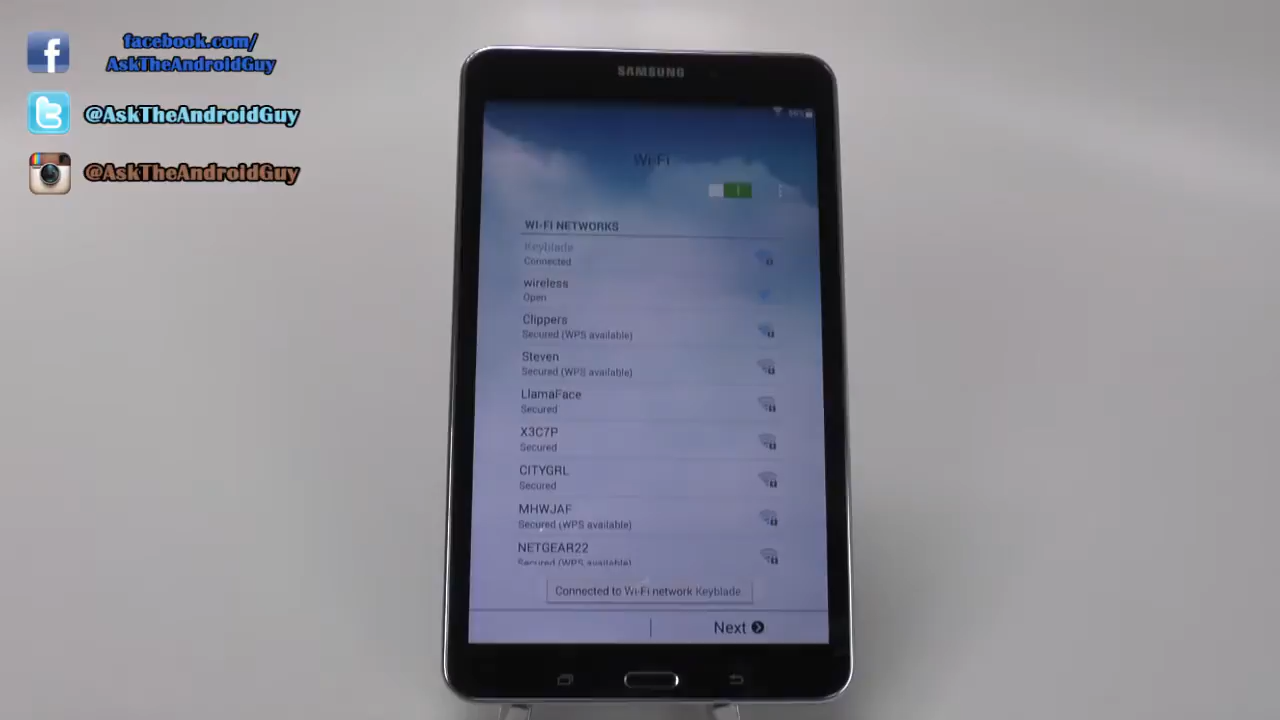 facebook.com/
AskTheAndroidGuy
@AskTheAndroidGuy
@AskTheAndroidGuy
SAMSUNG
Wi-Fi
WI-FI NETWORKS
Keyblade
Connected
wireless
Open
Clippers
Secured (WPS available)
Steven
Secured (WPS available)
LlamaFace
Secured
X3C7P
Secured
CITYGRL
Secured
MHWJAF
Secured (WPS available)
NETGEAR22
Secured (WPS available)
Connected to Wi-Fi network Keyblade.
Next